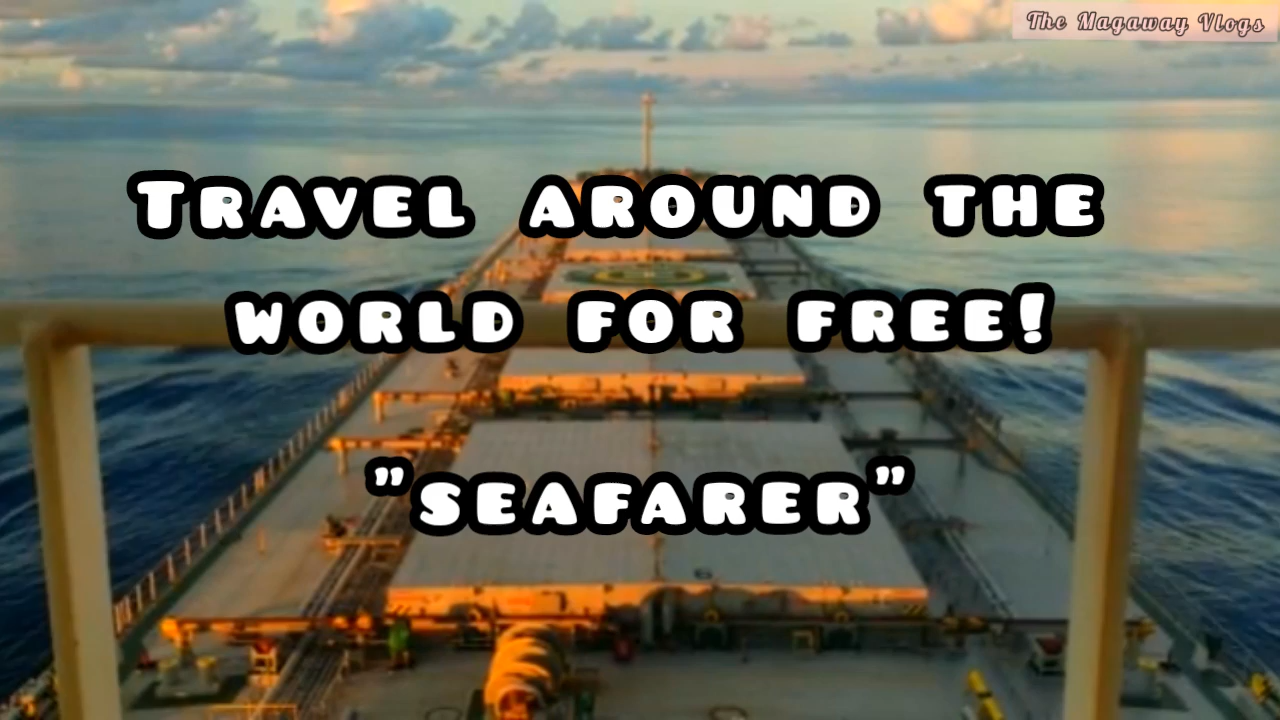 The Magaway Vlogs
Travel around the
world for free!
"seafarer"